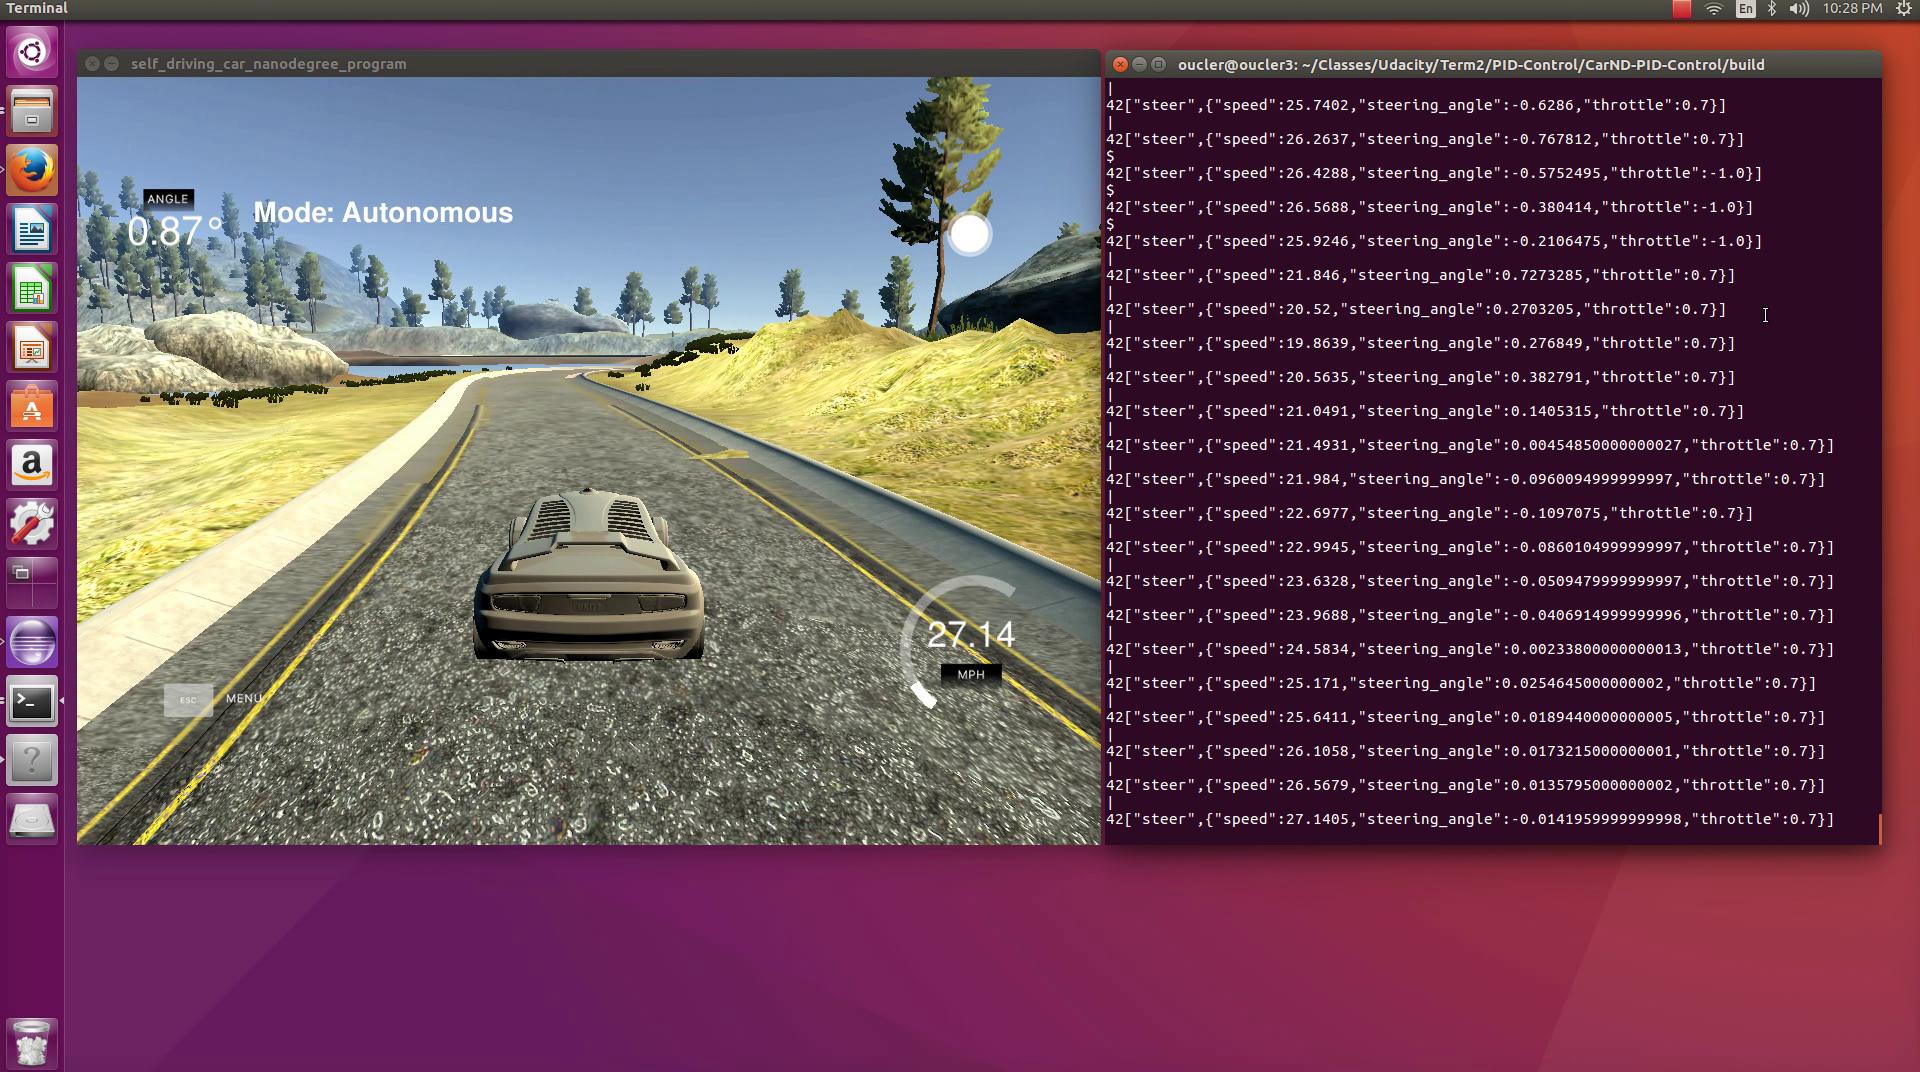 Terminal
En
10:28 PM
self_driving_car_nanodegree_program
ANGLE
0.87°
Mode: Autonomous
27.14
MPH
ESC
MENU
oucler@oucler3: ~/Classes/Udacity/Term2/PID-Control/CarND-PID-Control/build
|
42["steer",{"speed":25.7402,"steering_angle":-0.6286,"throttle":0.7}]
|
42["steer",{"speed":26.2637,"steering_angle":-0.767812,"throttle":0.7}]
$
42["steer",{"speed":26.4288,"steering_angle":-0.5752495,"throttle":-1.0}]
$
42["steer",{"speed":26.5688,"steering_angle":-0.380414,"throttle":-1.0}]
$
42["steer",{"speed":25.9246,"steering_angle":-0.2106475,"throttle":-1.0}]
|
42["steer",{"speed":21.846,"steering_angle":0.7273285,"throttle":0.7}]
|
42["steer",{"speed":20.52,"steering_angle":0.2703205,"throttle":0.7}]
|
42["steer",{"speed":19.8639,"steering_angle":0.276849,"throttle":0.7}]
|
42["steer",{"speed":20.5635,"steering_angle":0.382791,"throttle":0.7}]
|
42["steer",{"speed":21.0491,"steering_angle":0.1405315,"throttle":0.7}]
|
42["steer",{"speed":21.4931,"steering_angle":0.00454850000000027,"throttle":0.7}]
|
42["steer",{"speed":21.984,"steering_angle":-0.0960094999999997,"throttle":0.7}]
|
42["steer",{"speed":22.6977,"steering_angle":-0.1097075,"throttle":0.7}]
|
42["steer",{"speed":22.9945,"steering_angle":-0.0860104999999997,"throttle":0.7}]
|
42["steer",{"speed":23.6328,"steering_angle":-0.0509479999999997,"throttle":0.7}]
|
42["steer",{"speed":23.9688,"steering_angle":-0.0406914999999996,"throttle":0.7}]
|
42["steer",{"speed":24.5834,"steering_angle":0.00233800000000013,"throttle":0.7}]
|
42["steer",{"speed":25.171,"steering_angle":0.0254645000000002,"throttle":0.7}]
|
42["steer",{"speed":25.6411,"steering_angle":0.0189440000000005,"throttle":0.7}]
|
42["steer",{"speed":26.1058,"steering_angle":0.0173215000000001,"throttle":0.7}]
|
42["steer",{"speed":26.5679,"steering_angle":0.0135795000000002,"throttle":0.7}]
|
42["steer",{"speed":27.1405,"steering_angle":-0.0141959999999998,"throttle":0.7}]